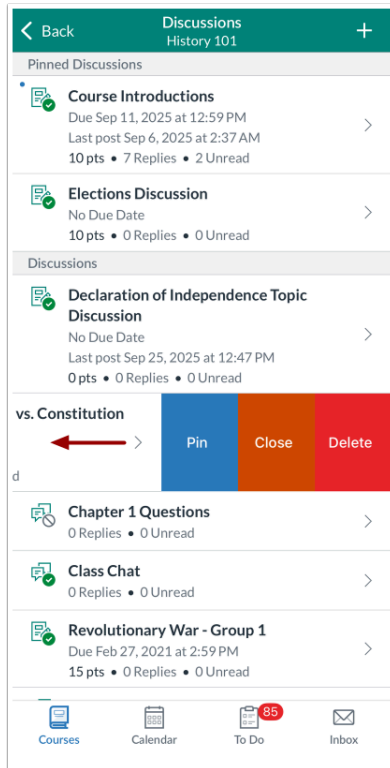 Back
Discussions
History 101
+
Pinned Discussions
Course Introductions
Due Sep 11, 2025 at 12:59 PM
Last post Sep 6, 2025 at 2:37 AM
10 pts • 7 Replies • 2 Unread
Elections Discussion
No Due Date
10 pts • 0 Replies • 0 Unread
Discussions
Declaration of Independence Topic
Discussion
No Due Date
Last post Sep 25, 2025 at 12:47 PM
0 pts • 0 Replies • 0 Unread
vs. Constitution
d
Pin
Close
Delete
Chapter 1 Questions
0 Replies • 0 Unread
Class Chat
0 Replies • 0 Unread
Revolutionary War - Group 1
Due Feb 27, 2021 at 2:59 PM
15 pts • 0 Replies • 0 Unread
85
Courses
Calendar
To Do
Inbox